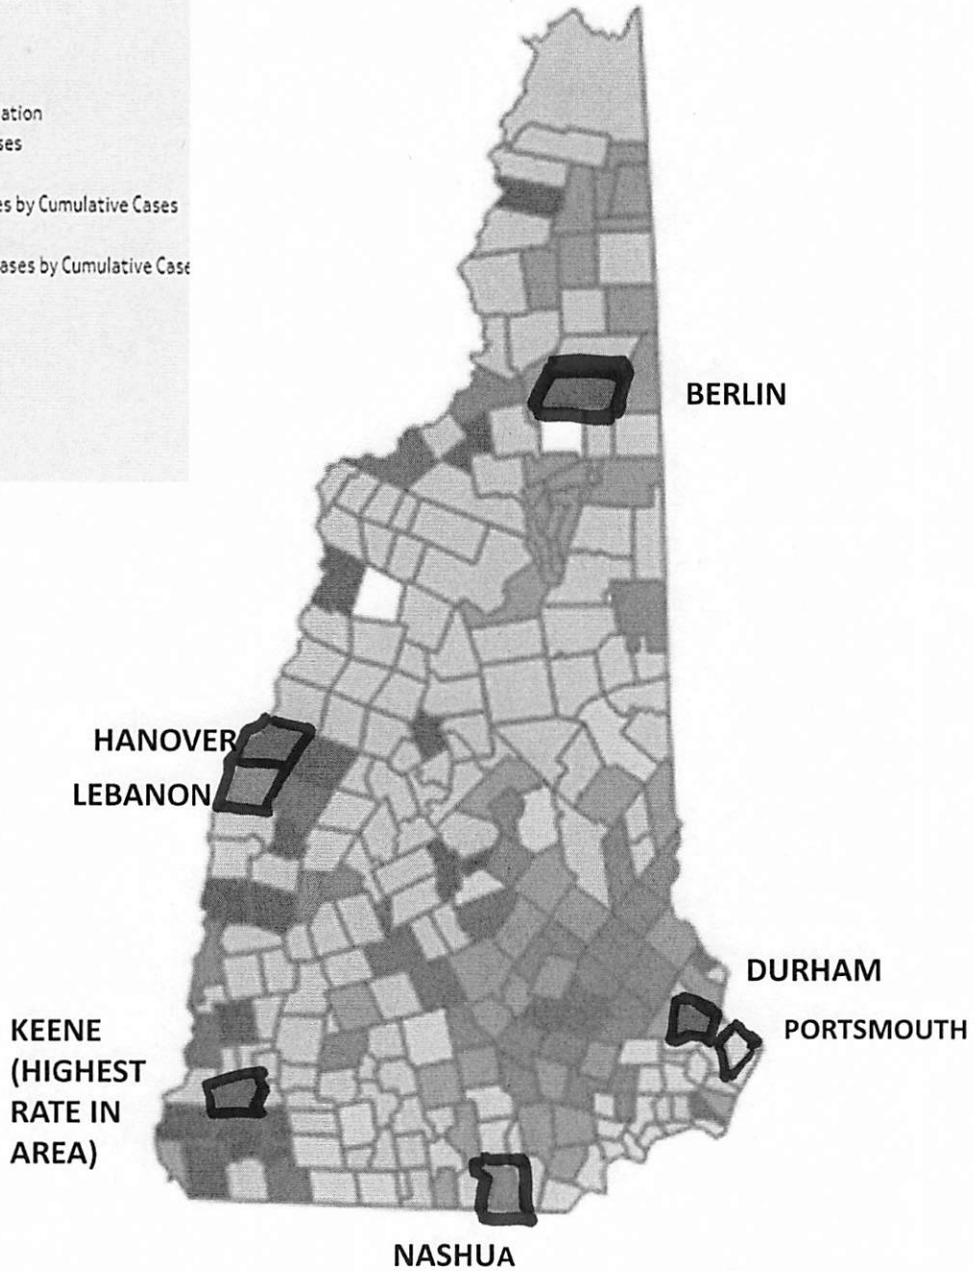 ation
ses
es by Cumulative Cases
ases by Cumulative Case
BERLIN
HANOVER
LEBANON
DURHAM
PORTSMOUTH
KEENE
(HIGHEST
RATE IN
AREA)
NASHUA